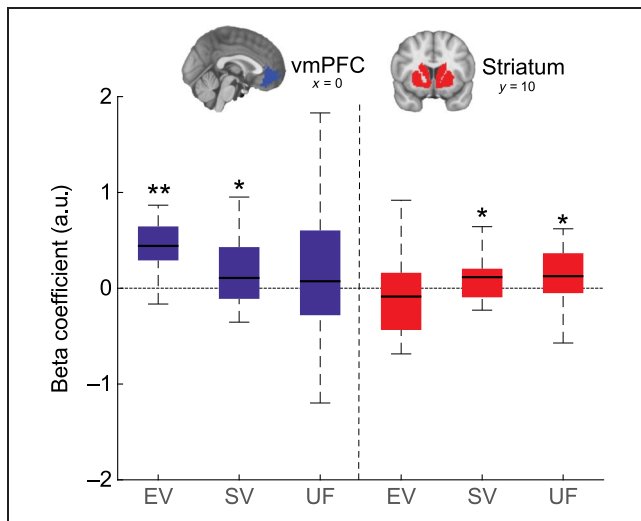 vmPFC
x = 0
Striatum
y = 10
Beta coefficient (a.u.)
2
1
0
–1
–2
** *
* *
EV SV UF EV SV UF